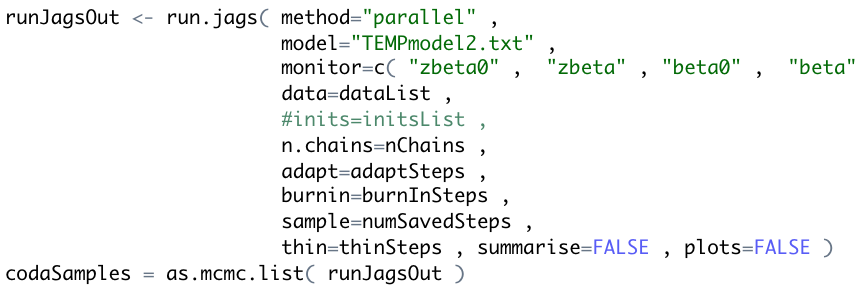 runJagsOut <- run.jags( method="parallel" ,
model="TEMPmodel2.txt" ,
monitor=c( "zbeta0" , "zbeta" , "beta0" , "beta"
data=dataList ,
#inits=initsList ,
n.chains=nChains ,
adapt=adaptSteps ,
burnin=burnInSteps ,
sample=numSavedSteps ,
thin=thinSteps , summarise=FALSE , plots=FALSE )
codaSamples = as.mcmc.list( runJagsOut )